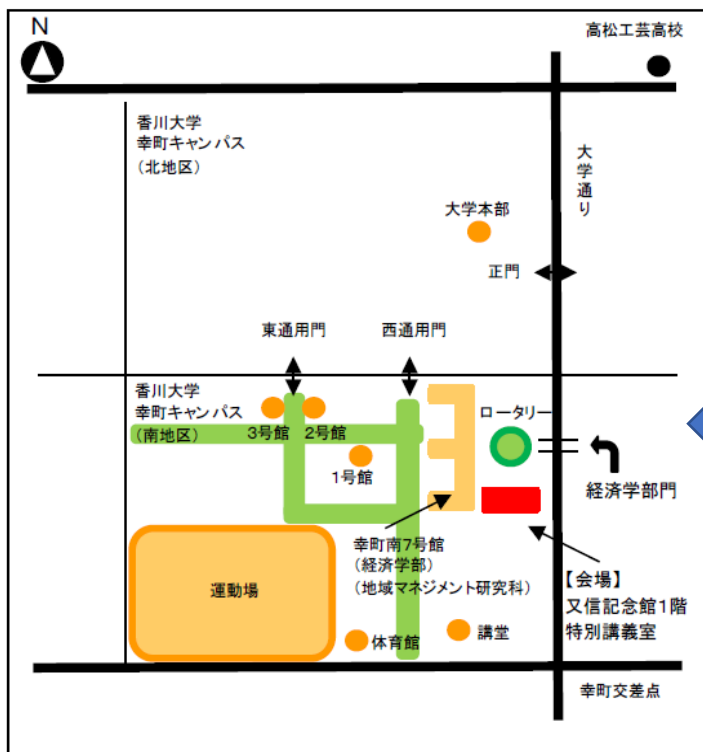 N
高松工芸高校
香川大学
幸町キャンパス
(北地区)
大学通り
大学本部
正門
東通用門
西通用門
香川大学
幸町キャンパス
(南地区)
3号館
2号館
1号館
ロータリー
経済学部門
幸町南7号館
(経済学部)
(地域マネジメント研究科)
【会場】
又信記念館1階
特別講義室
運動場
体育館
講堂
幸町交差点